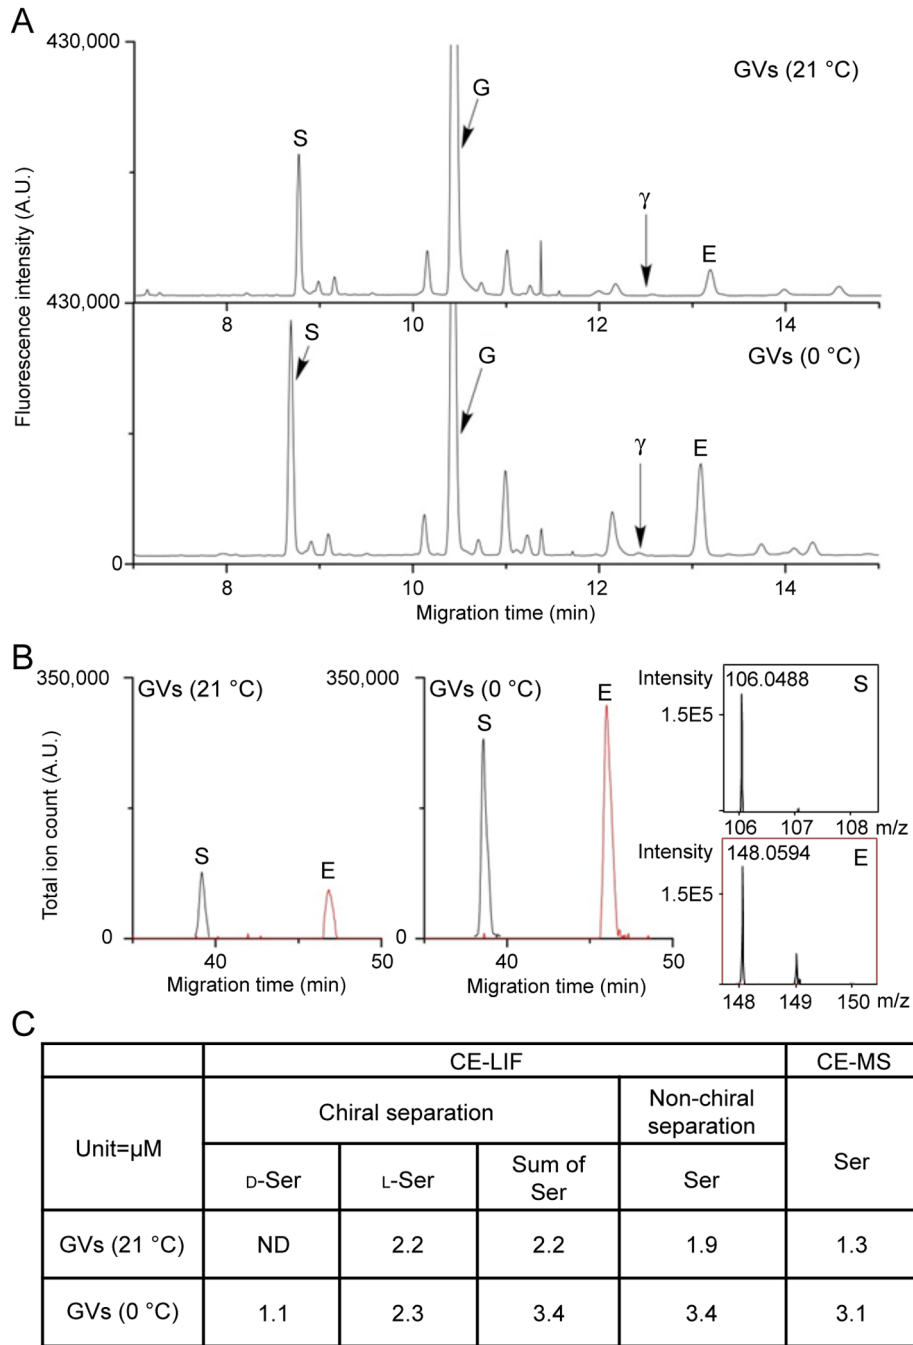 A
430,000
GVs (21 °C)
G
S
γ
E
Fluorescence intensity (A.U.)
430,000
8
10
12
14
S
G
GVs (0 °C)
γ
E
0
8
10
12
14
Migration time (min)
B
350,000
GVs (21 °C)
S
E
Total ion count (A.U.)
0
40
50
Migration time (min)
350,000
GVs (0 °C)
S
E
0
40
50
Migration time (min)
Intensity
106.0488
S
1.5E5
106 107 108 m/z
Intensity
148.0594
E
1.5E5
148 149 150 m/z
C
CE-LIF CE-MS
Unit=µM
Chiral separation
Non-chiral
separation
D-Ser L-Ser
Sum of
Ser
Ser
Ser
GVs (21 °C) ND 2.2 2.2 1.9 1.3
GVs (0 °C) 1.1 2.3 3.4 3.4 3.1